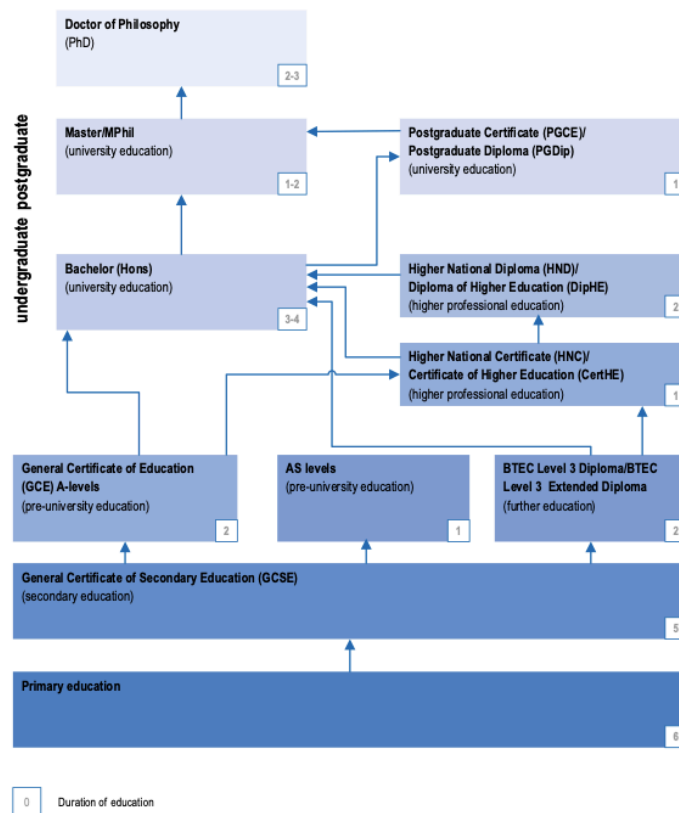 Doctor of Philosophy
(PhD)
2-3
undergraduate postgraduate
Master/MPhil
(university education)
1-2
Postgraduate Certificate (PGCE)/
Postgraduate Diploma (PGDip)
(university education)
1
Bachelor (Hons)
(university education)
3-4
Higher National Diploma (HND)/
Diploma of Higher Education (DipHE)
(higher professional education)
2
Higher National Certificate (HNC)/
Certificate of Higher Education (CertHE)
(higher professional education)
1
General Certificate of Education
(GCE) A-levels
(pre-university education)
2
AS levels
(pre-university education)
1
BTEC Level 3 Diploma/BTEC
Level 3 Extended Diploma
(further education)
2
General Certificate of Secondary Education (GCSE)
(secondary education)
5
Primary education
6
0 Duration of education